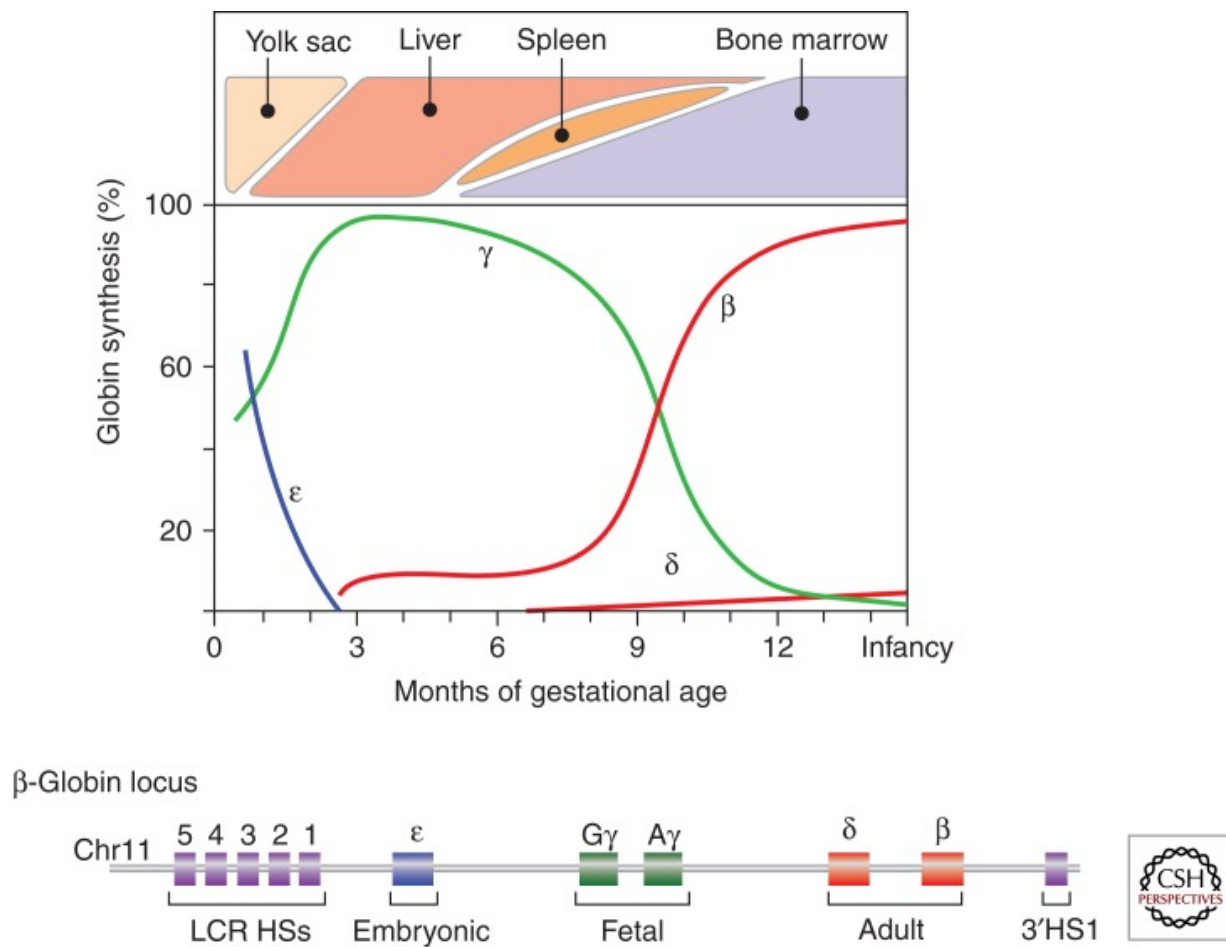 Yolk sac Liver Spleen Bone marrow
Globin synthesis (%)
100
60
20
γ
β
ε
δ
0 3 6 9 12 Infancy
Months of gestational age
β-Globin locus
Chr11
5 4 3 2 1 ε Gγ Aγ δ β
LCR HSs Embryonic Fetal Adult 3′HS1
CSH
PERSPECTIVES